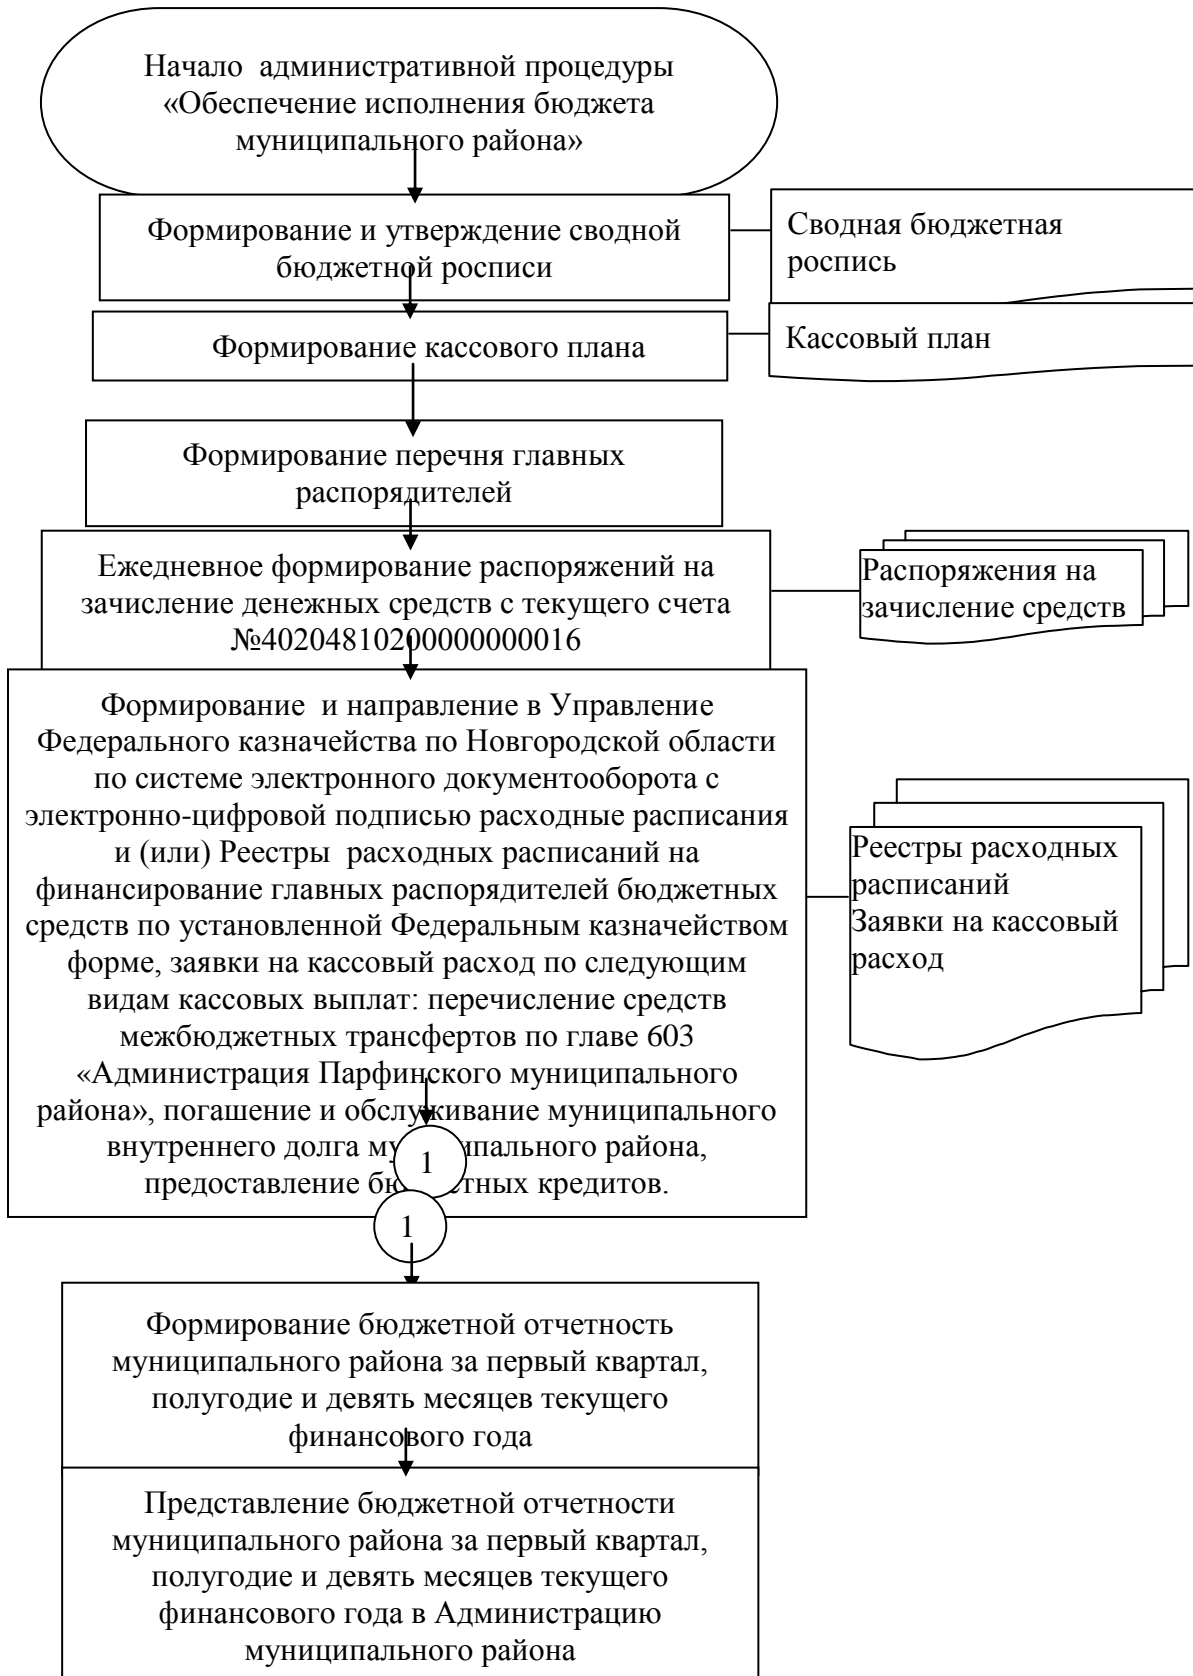 Начало административной процедуры
«Обеспечение исполнения бюджета
муниципального района»
Формирование и утверждение сводной
бюджетной росписи
Сводная бюджетная
роспись
Формирование кассового плана
Кассовый план
Формирование перечня главных
распорядителей
Ежедневное формирование распоряжений на
зачисление денежных средств с текущего счета
№40204810200000000016
Распоряжения на
зачисление средств
Формирование и направление в Управление
Федерального казначейства по Новгородской области
по системе электронного документооборота с
электронно-цифровой подписью расходные расписания
и (или) Реестры расходных расписаний на
финансирование главных распорядителей бюджетных
средств по установленной Федеральным казначейством
форме, заявки на кассовый расход по следующим
видам кассовых выплат: перечисление средств
межбюджетных трансфертов по главе 603
«Администрация Парфинского муниципального
района», погашение и обслуживание муниципального
внутреннего долга муниципального района,
предоставление бюджетных кредитов.
Реестры расходных
расписаний
Заявки на кассовый
расход
1
1
Формирование бюджетной отчетность
муниципального района за первый квартал,
полугодие и девять месяцев текущего
финансового года
Представление бюджетной отчетности
муниципального района за первый квартал,
полугодие и девять месяцев текущего
финансового года в Администрацию
муниципального района